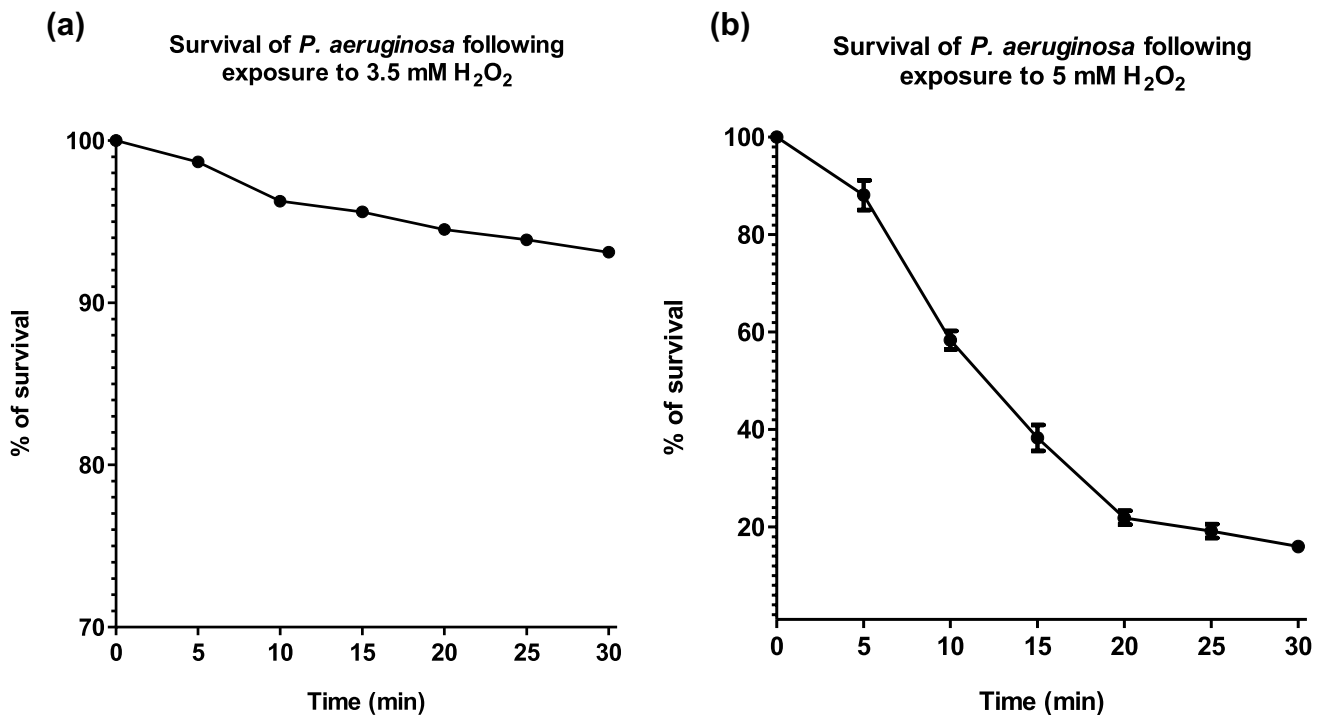 (a)
Survival of P. aeruginosa following
exposure to 3.5 mM H₂O₂
100
90
80
70
% of survival
0 5 10 15 20 25 30
Time (min)
(b)
Survival of P. aeruginosa following
exposure to 5 mM H₂O₂
100
80
60
40
20
% of survival
0 5 10 15 20 25 30
Time (min)